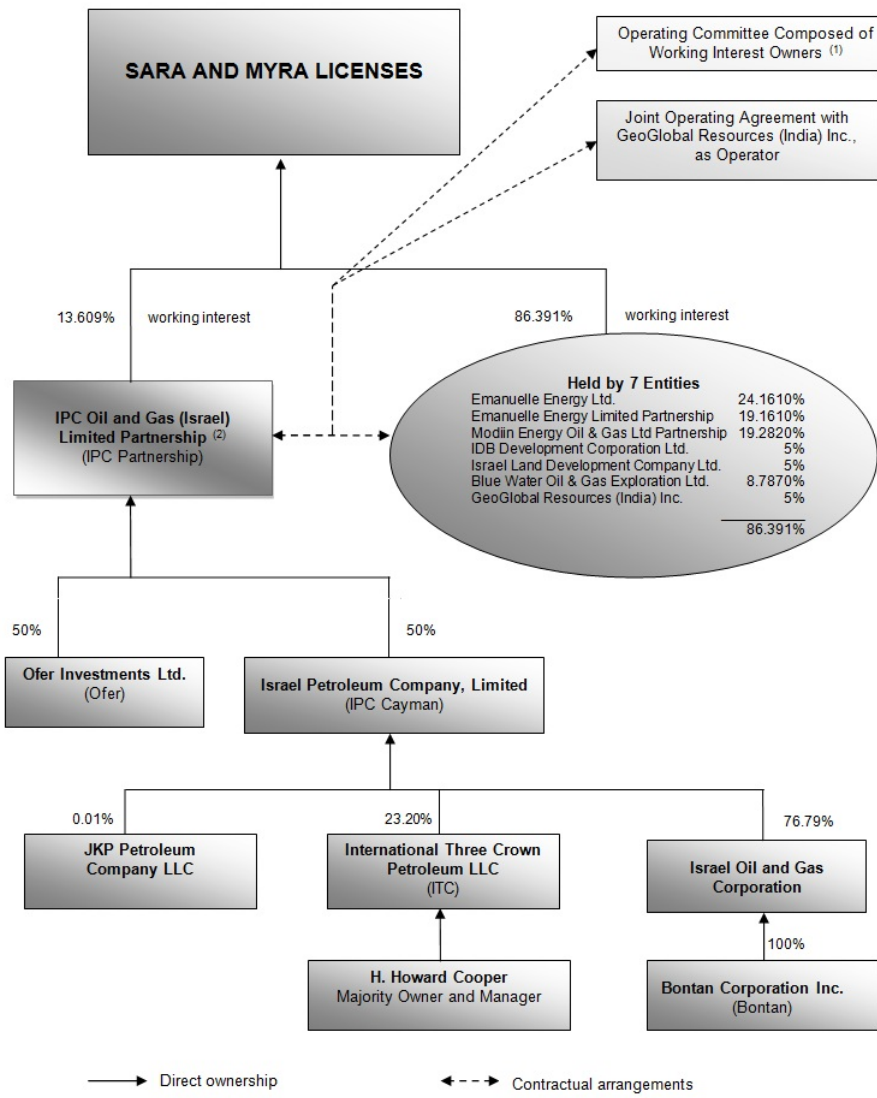 Operating Committee Composed of
Working Interest Owners (1)
SARA AND MYRA LICENSES
Joint Operating Agreement with
GeoGlobal Resources (India) Inc.,
as Operator
13.609% working interest
86.391% working interest
IPC Oil and Gas (Israel)
Limited Partnership (2)
(IPC Partnership)
Held by 7 Entities
Emanuelle Energy Ltd. 24.1610%
Emanuelle Energy Limited Partnership 19.1610%
Modiin Energy Oil & Gas Ltd Partnership 19.2820%
IDB Development Corporation Ltd. 5%
Israel Land Development Company Ltd. 5%
Blue Water Oil & Gas Exploration Ltd. 8.7870%
GeoGlobal Resources (India) Inc. 5%
86.391%
50%
50%
Ofer Investments Ltd.
(Ofer)
Israel Petroleum Company, Limited
(IPC Cayman)
0.01%
23.20%
76.79%
JKP Petroleum
Company LLC
International Three Crown
Petroleum LLC
(ITC)
Israel Oil and Gas
Corporation
100%
H. Howard Cooper
Majority Owner and Manager
Bontan Corporation Inc.
(Bontan)
Direct ownership
Contractual arrangements